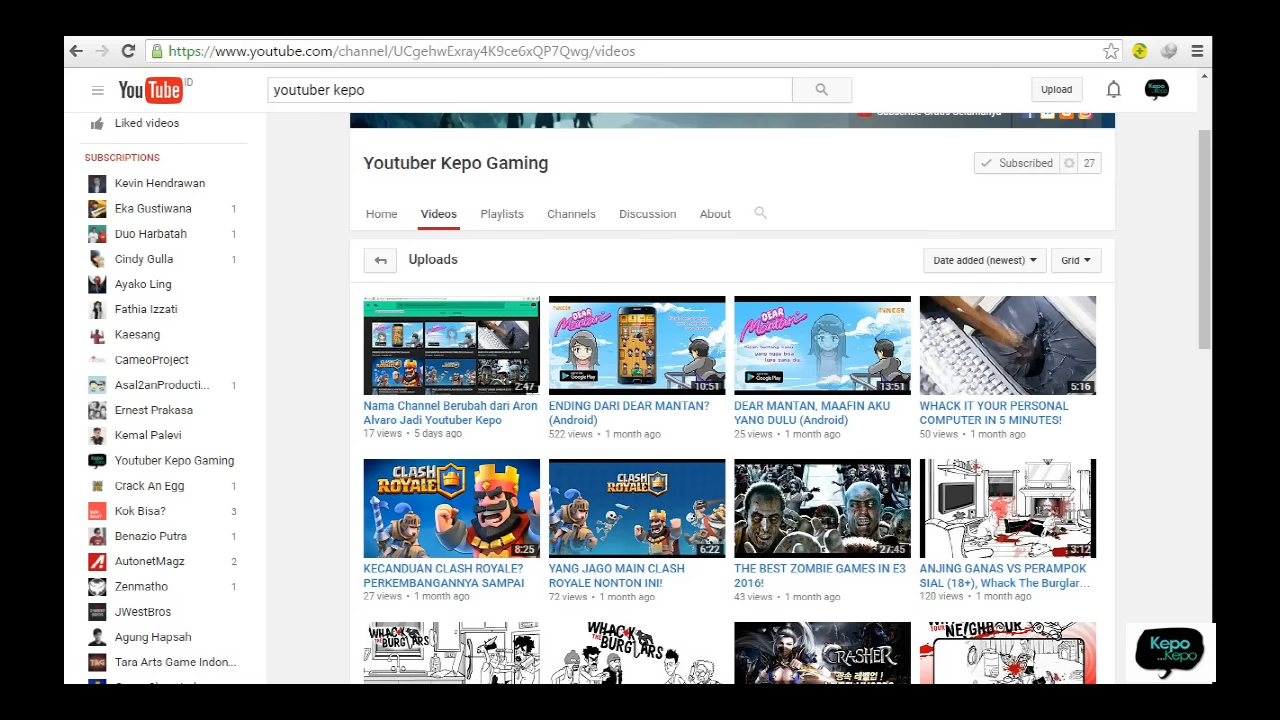 https://www.youtube.com/channel/UCgehwExray4K9ce6xQP7Qwg/videos
YouTube ID
youtuber kepo
Upload
Kepo
Liked videos
SUBSCRIPTIONS
Kevin Hendrawan
Eka Gustiwana 1
Duo Harbatah 1
Cindy Gulla 1
Ayako Ling
Fathia Izzati
Kaesang
CameoProject
Asal2anProducti... 1
Ernest Prakasa
Kemal Palevi
Youtuber Kepo Gaming
Crack An Egg 1
Kok Bisa? 3
Benazio Putra 1
AutonetMagz 2
Zenmatho 1
JWestBros
Agung Hapsah
Tara Arts Game Indon...
Subscribe Gratis Selamanya
Youtuber Kepo Gaming
Subscribed 27
Home Videos Playlists Channels Discussion About
Uploads
Date added (newest) Grid
2:47
DEAR Mantan
Google Play
10:51
DEAR Mantan
TINKER
Google Play
13:51
5:16
Nama Channel Berubah dari Aron
Alvaro Jadi Youtuber Kepo
17 views • 5 days ago
ENDING DARI DEAR MANTAN?
(Android)
522 views • 1 month ago
DEAR MANTAN, MAAFIN AKU
YANG DULU (Android)
25 views • 1 month ago
WHACK IT YOUR PERSONAL
COMPUTER IN 5 MINUTES!
50 views • 1 month ago
CLASH
ROYALE
8:25
CLASH
ROYALE
6:22
27:45
3:12
KECANDUAN CLASH ROYALE?
PERKEMBANGANNYA SAMPAI
27 views • 1 month ago
YANG JAGO MAIN CLASH
ROYALE NONTON INI!
72 views • 1 month ago
THE BEST ZOMBIE GAMES IN E3
2016!
43 views • 1 month ago
ANJING GANAS VS PERAMPOK
SIAL (18+), Whack The Burglar...
120 views • 1 month ago
WHACK
THE BURGLARS
WHACK
THE BURGLARS
CRASHER
YOUR NEIGHBOUR
Kepo
...Kepo